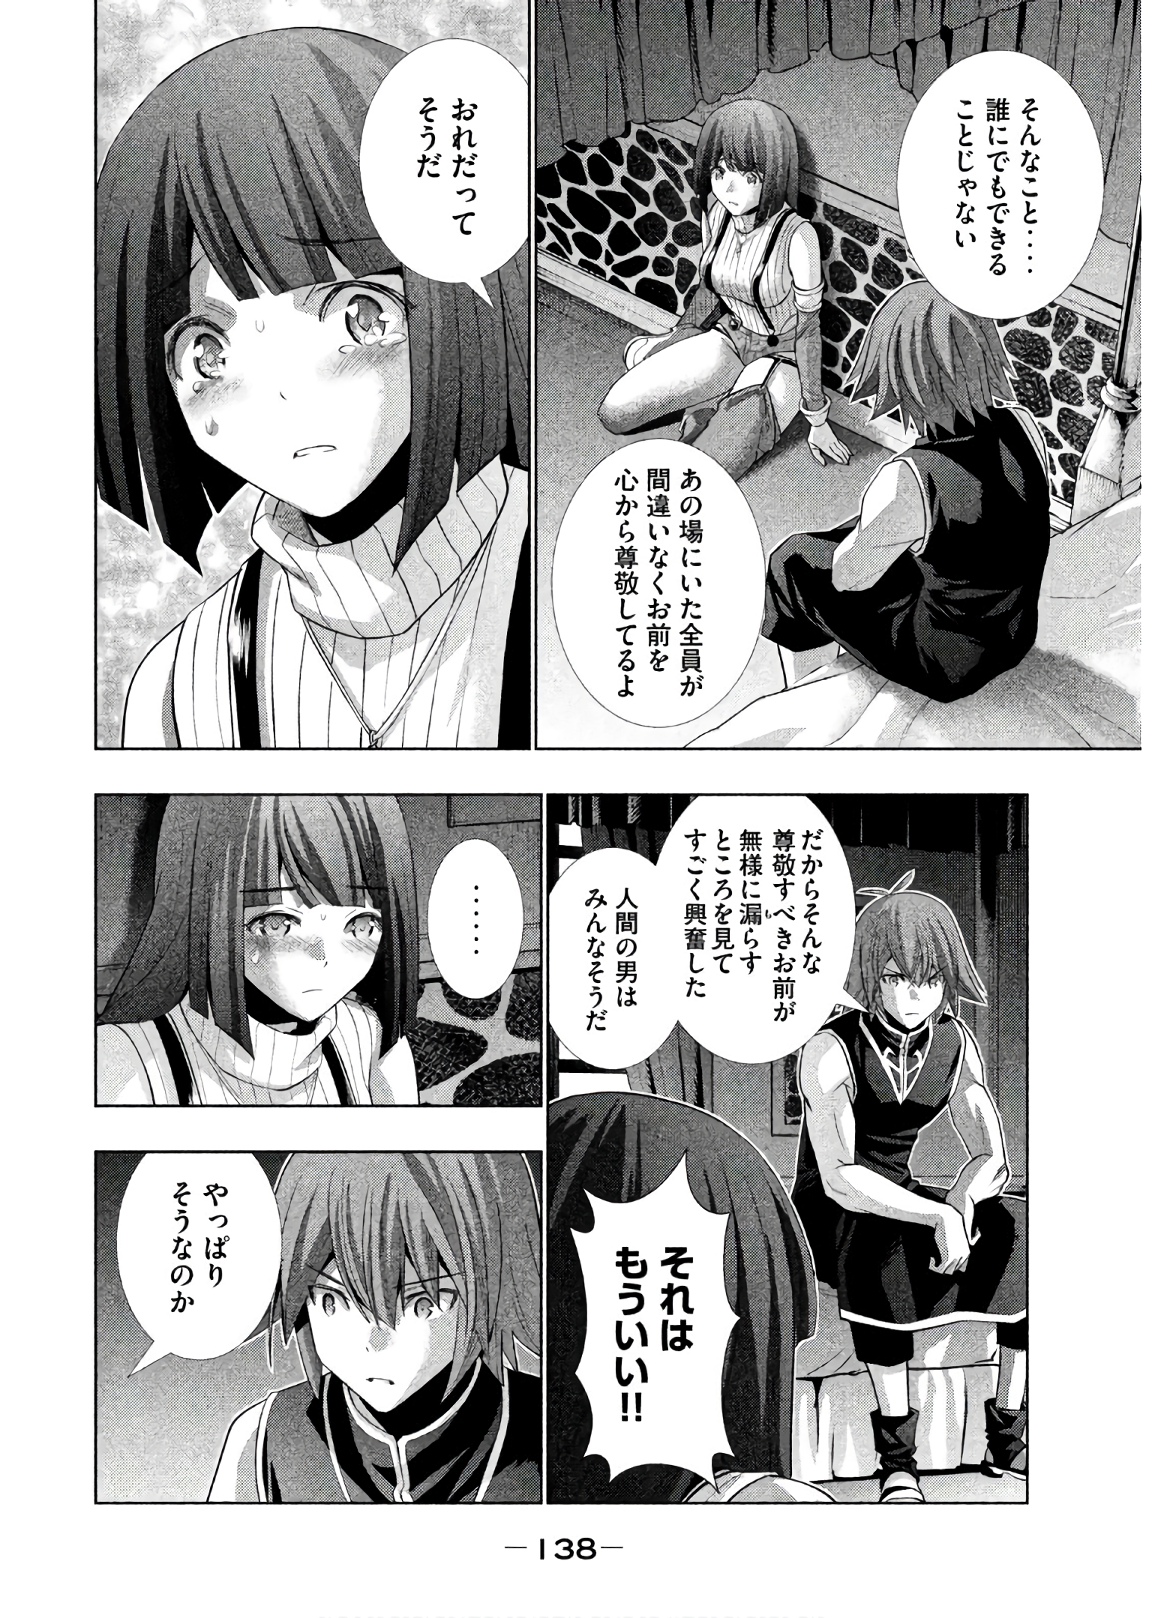 そんなこと‥‥
誰にでもできる
ことじゃない
あの場にいた全員が
間違いなくお前を
心から尊敬してるよ
おれだって
そうだ
だからそんな
尊敬すべきお前が
無様に漏らす
も
ところを見て
すごく興奮した
人間の男は
みんなそうだ
それは
もういい!!
‥‥‥
やっぱり
そうなのか
—138—